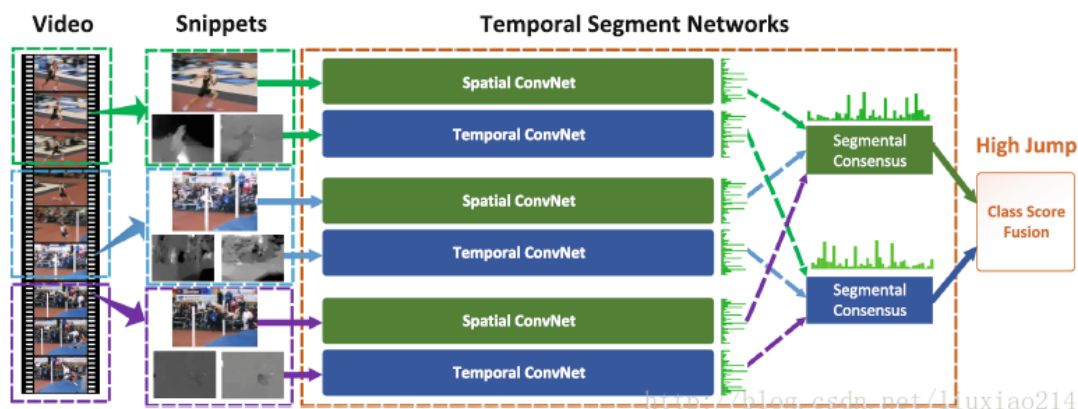 Video
Snippets
Temporal Segment Networks
Spatial ConvNet
Temporal ConvNet
Spatial ConvNet
Temporal ConvNet
Spatial ConvNet
Temporal ConvNet
Segmental
Consensus
Segmental
Consensus
High Jump
Class Score
Fusion
http://blog.csdn.net/liuxiao214